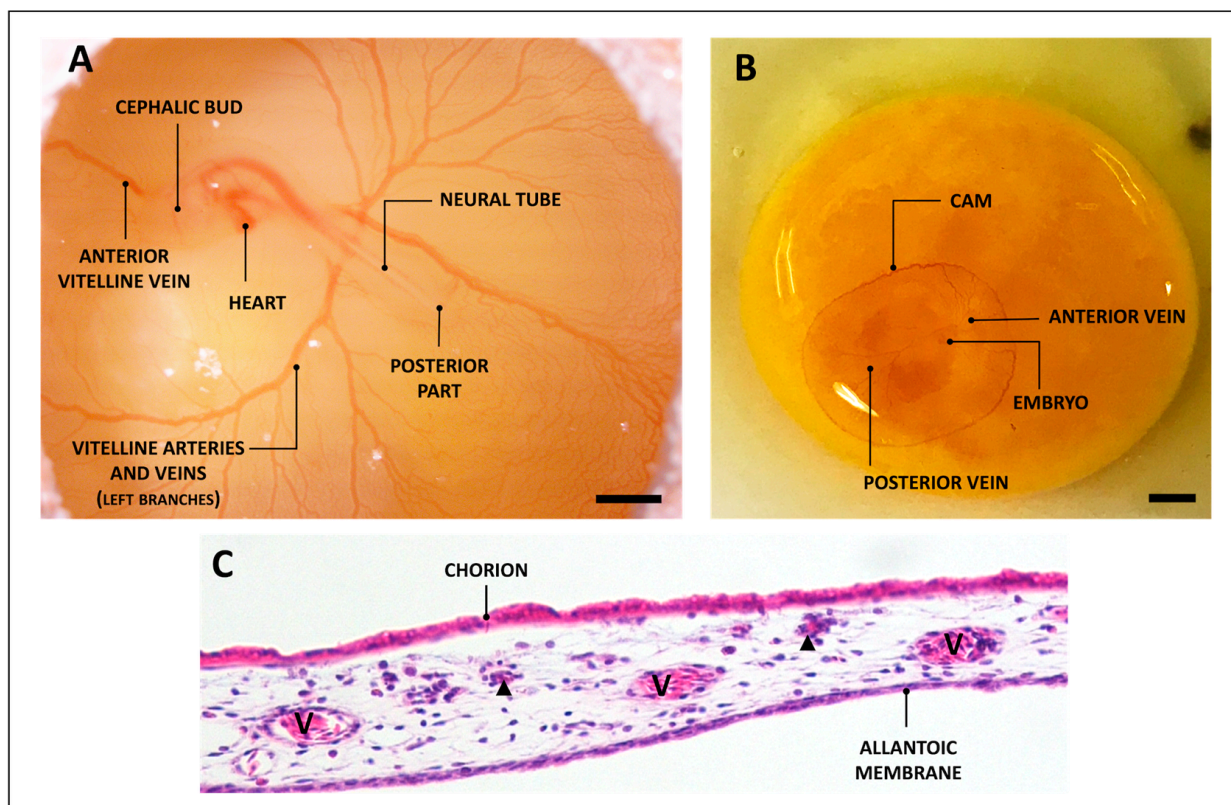 A
CEPHALIC BUD
NEURAL TUBE
ANTERIOR
VITELLINE VEIN
HEART
POSTERIOR
PART
VITELLINE ARTERIES
AND VEINS
(LEFT BRANCHES)
B
CAM
ANTERIOR VEIN
EMBRYO
POSTERIOR VEIN
C
CHORION
V
V
V
ALLANTOIC
MEMBRANE